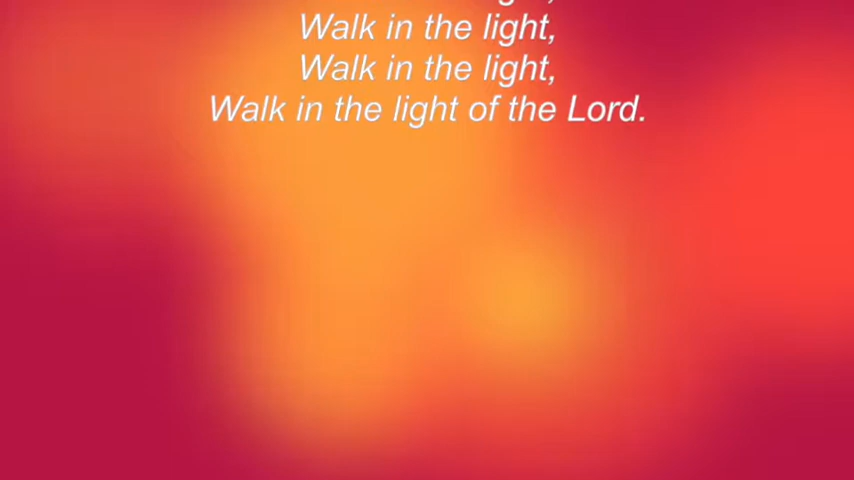 Walk in the light,
Walk in the light,
Walk in the light of the Lord.